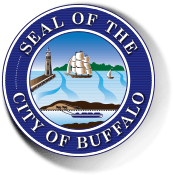 SEAL OF THE
CITY OF BUFFALO